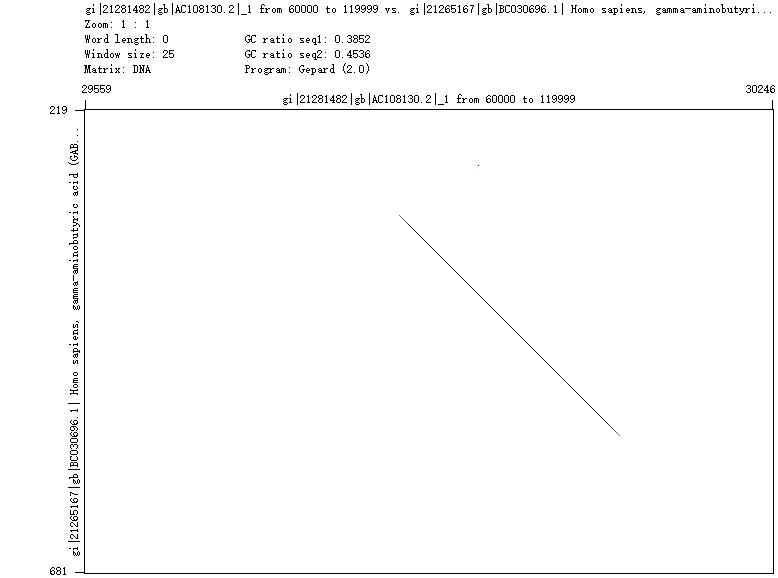 gi|21281482|gb|AC108130.2|_1 from 60000 to 119999 vs. gi|21265167|gb|BC030696.1| Homo sapiens, gamma-aminobutyri...
Zoom: 1 : 1
Word length: 0 GC ratio seq1: 0.3852
Window size: 25 GC ratio seq2: 0.4536
Matrix: DNA Program: Gepard (2.0)
29559 30246
gi|21281482|gb|AC108130.2|_1 from 60000 to 119999
219
gi|21265167|gb|BC030696.1| Homo sapiens, gamma-aminobutyric acid (GAB...
681